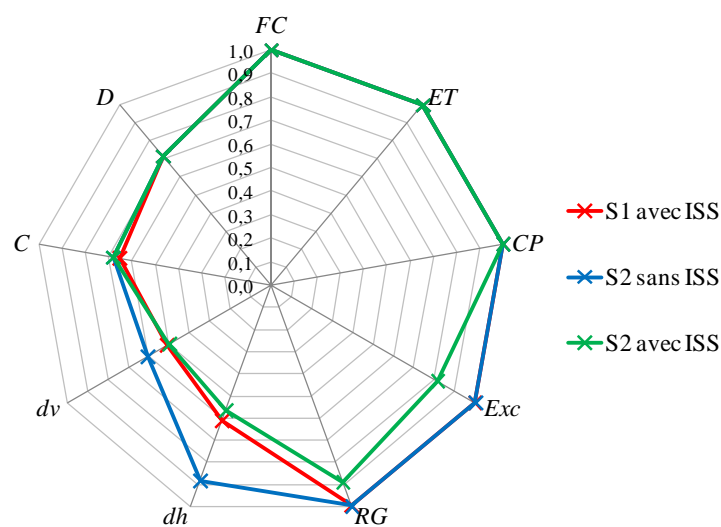 FC
1,0
0,9
0,8
0,7
0,6
0,5
0,4
0,3
0,2
0,1
0,0
ET
CP
Exc
RG
dh
dv
C
D
S1 avec ISS
S2 sans ISS
S2 avec ISS